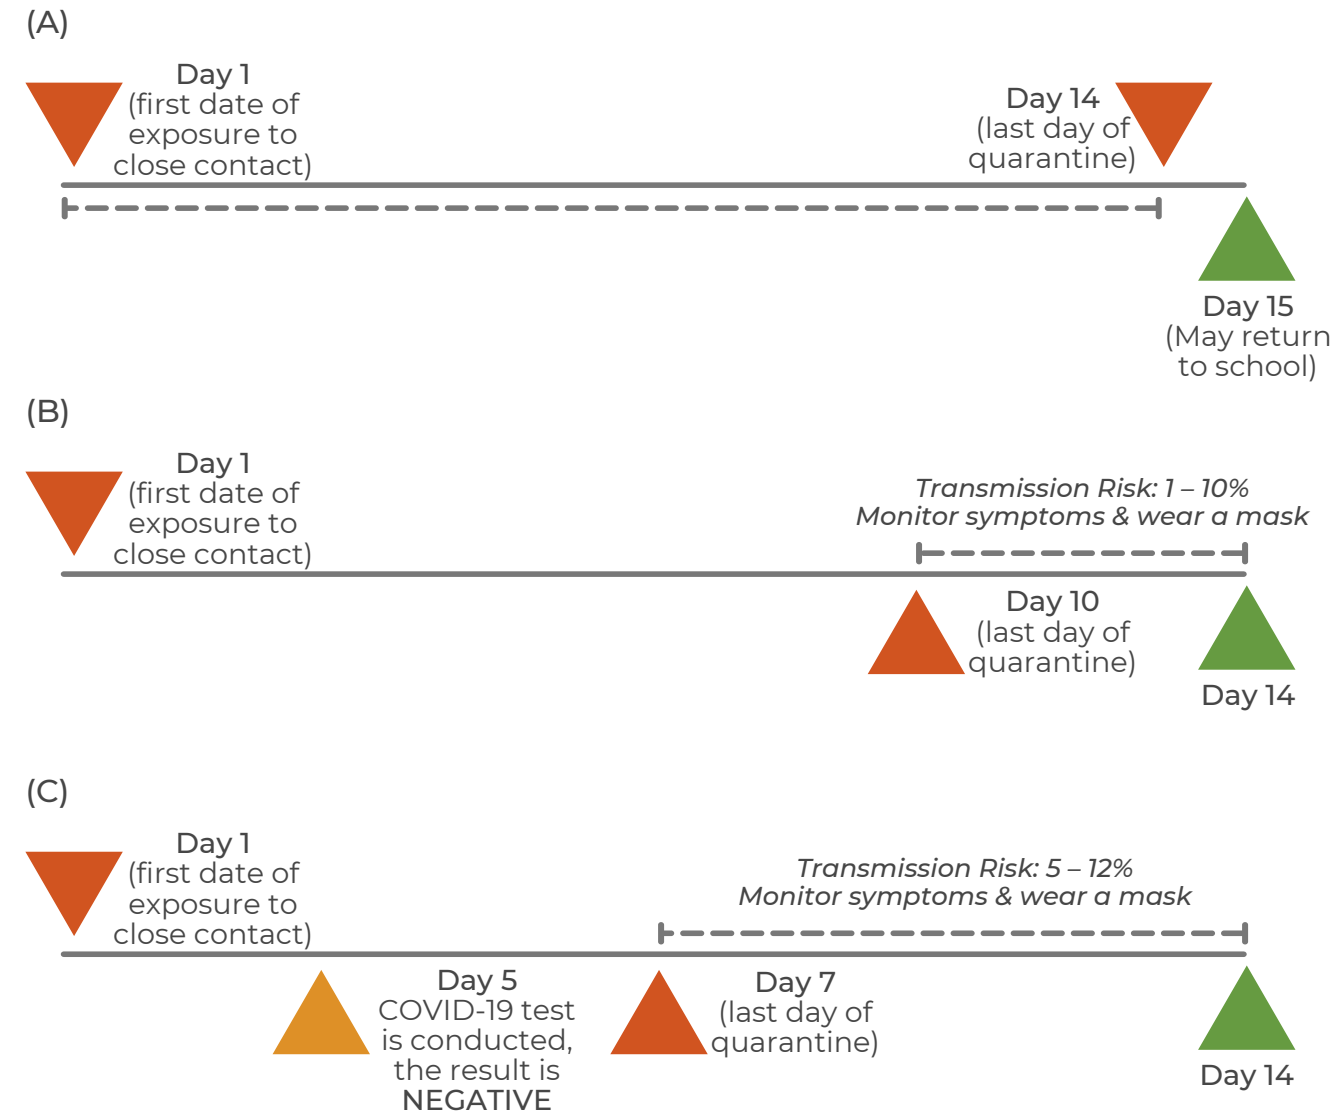 (A)
Day 1
(first date of
exposure to
close contact)
Day 14
(last day of
quarantine)
Day 15
(May return
to school)
(B)
Day 1
(first date of
exposure to
close contact)
Transmission Risk: 1 – 10%
Monitor symptoms & wear a mask
Day 10
(last day of
quarantine)
Day 14
(C)
Day 1
(first date of
exposure to
close contact)
Transmission Risk: 5 – 12%
Monitor symptoms & wear a mask
Day 5
COVID-19 test
is conducted,
the result is
NEGATIVE
Day 7
(last day of
quarantine)
Day 14